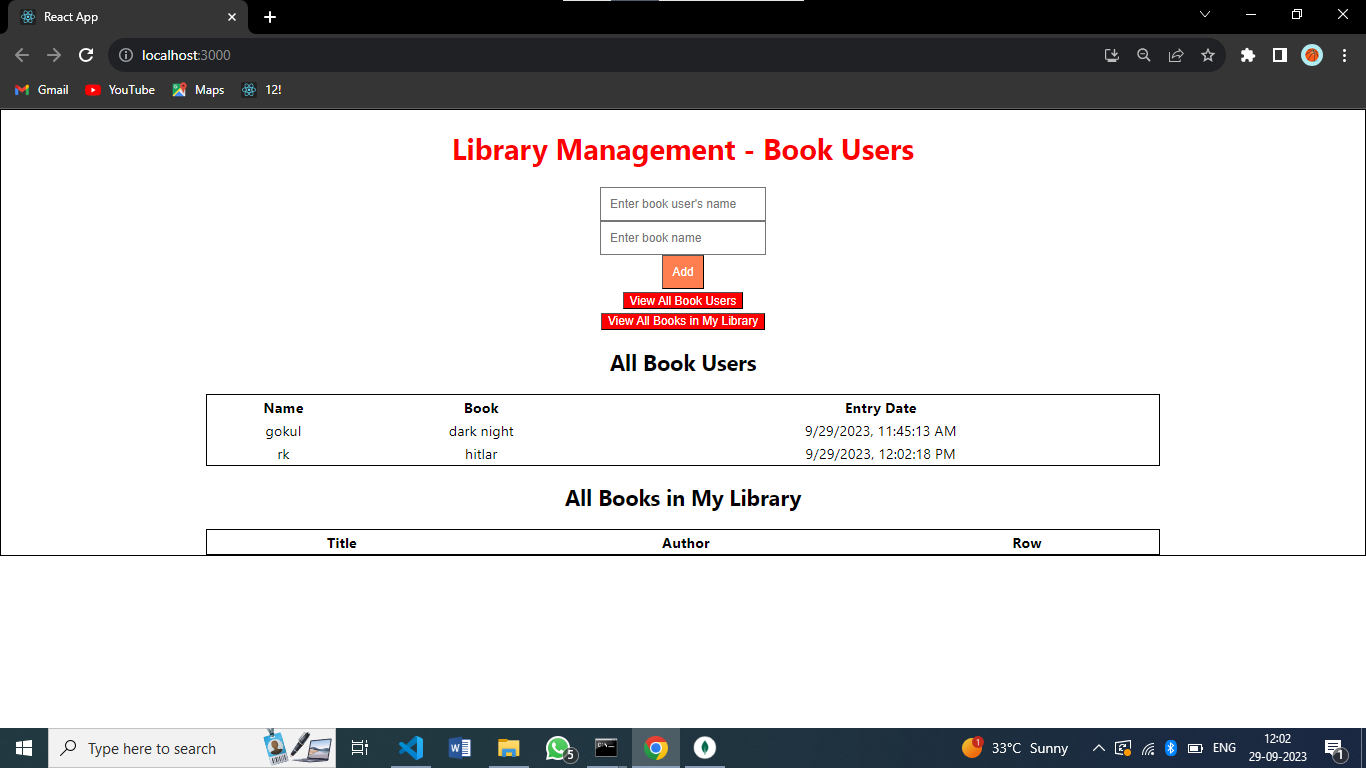 React App
localhost:3000
Gmail YouTube Maps 12!
Library Management - Book Users
Enter book user's name
Enter book name
Add
View All Book Users
View All Books in My Library
All Book Users
Name Book Entry Date
gokul dark night 9/29/2023, 11:45:13 AM
rk hitlar 9/29/2023, 12:02:18 PM
All Books in My Library
Title Author Row
Type here to search 5 1 33°C Sunny ENG 12:02 1
29-09-2023